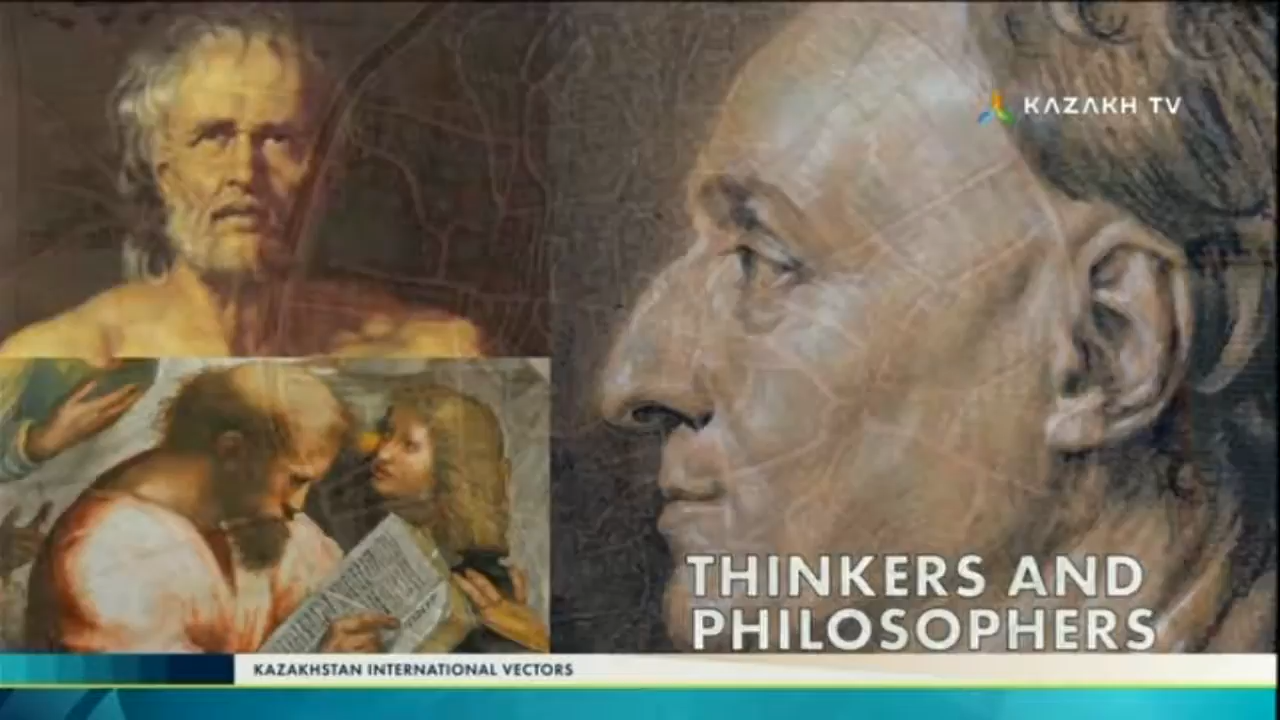 KAZAKH TV
THINKERS AND
PHILOSOPHERS
KAZAKHSTAN INTERNATIONAL VECTORS